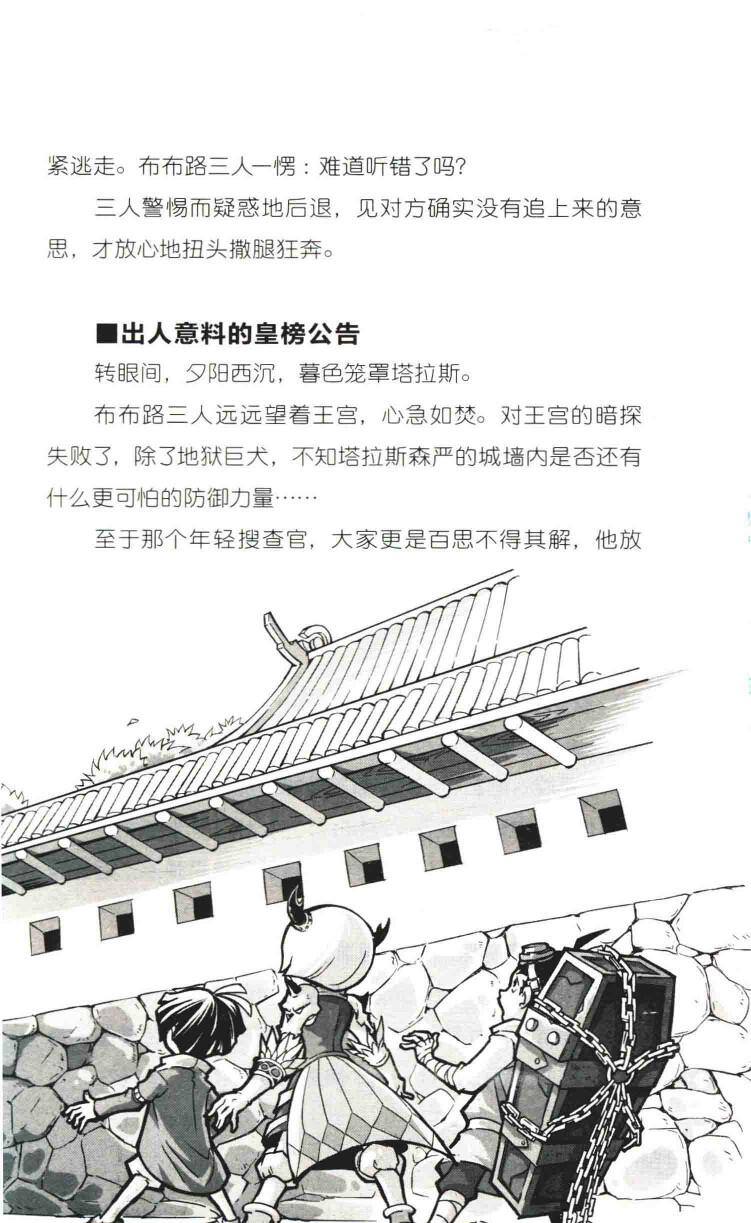 紧逃走。布布路三人一愣：难道听错了吗？
三人警惕而疑惑地后退，见对方确实没有追上来的意
思，才放心地扭头撒腿狂奔。
■出人意料的皇榜公告
转眼间，夕阳西沉，暮色笼罩塔拉斯。
布布路三人远远望着王宫，心急如焚。对王宫的暗探
失败了，除了地狱巨犬，不知塔拉斯森严的城墙内是否还有
什么更可怕的防御力量……
至于那个年轻搜查官，大家更是百思不得其解，他放